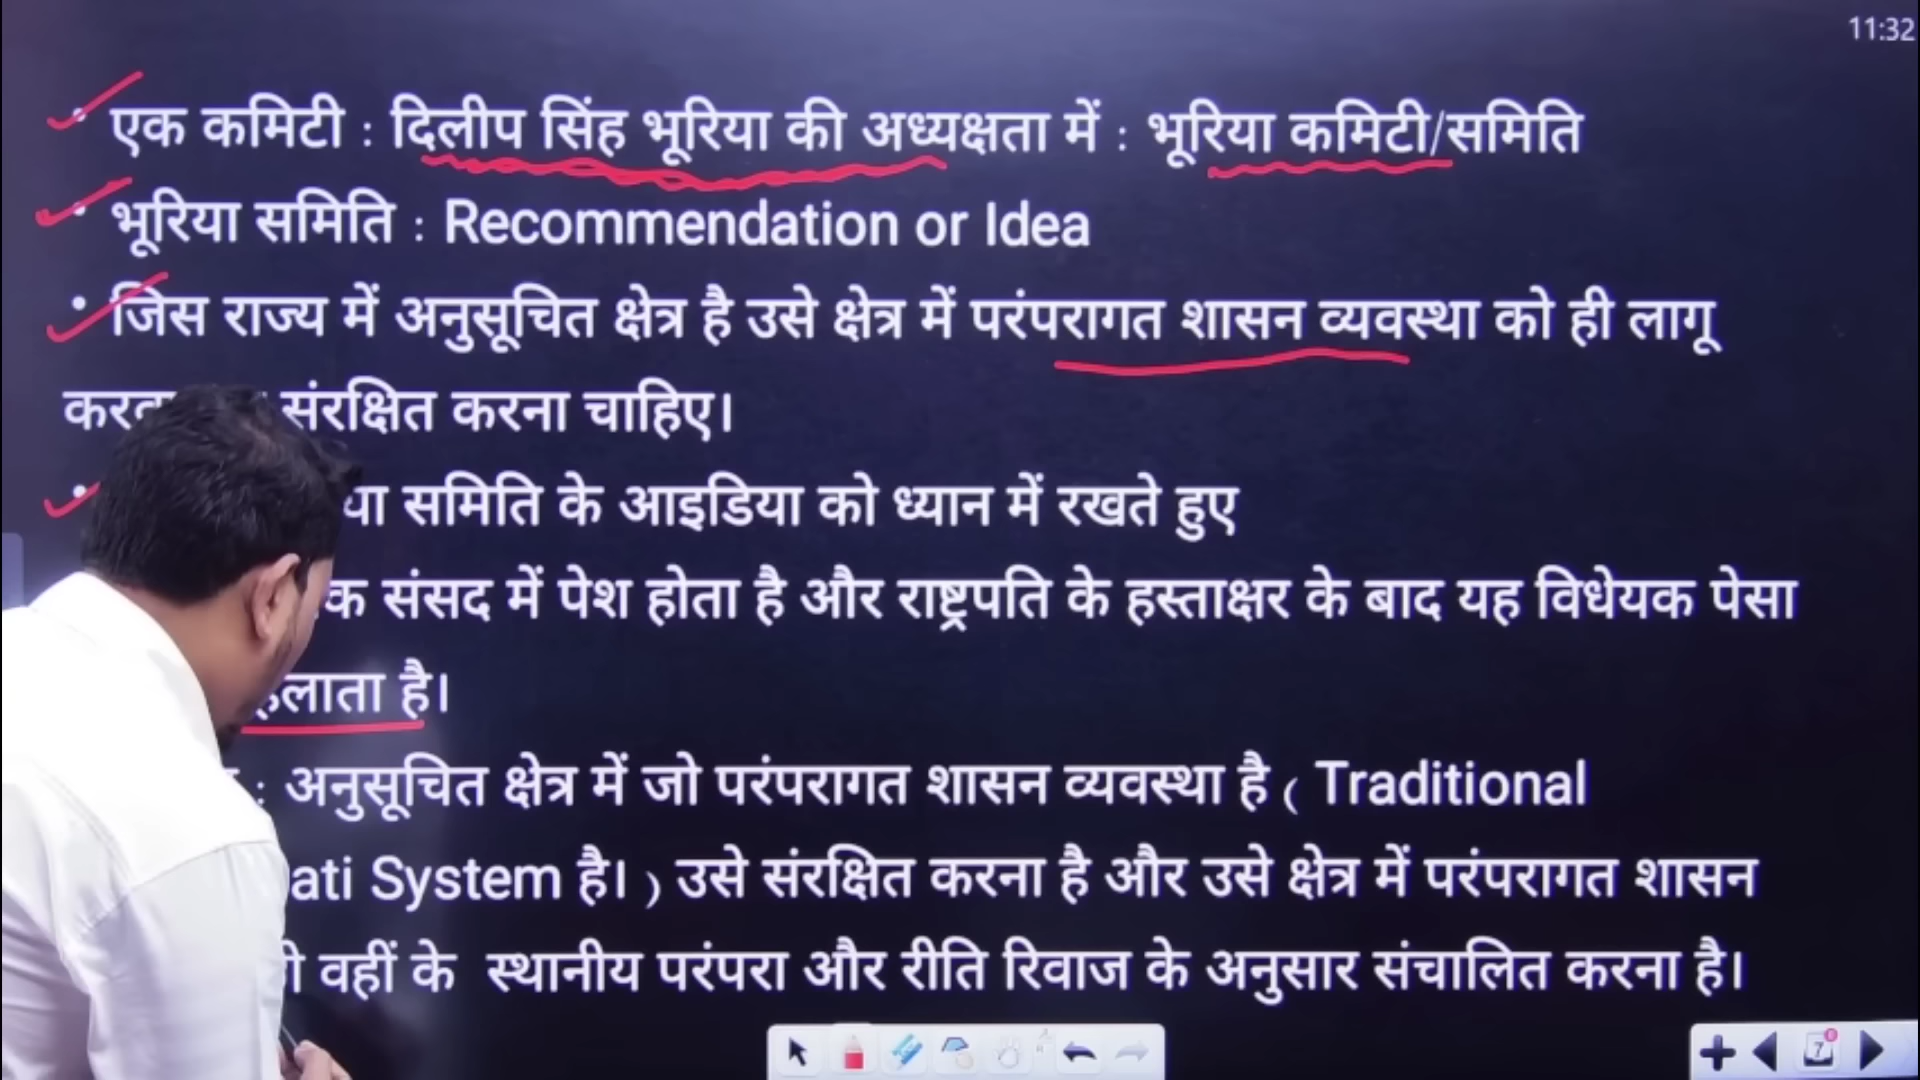 11:32
• एक कमिटी : दिलीप सिंह भूरिया की अध्यक्षता में : भूरिया कमिटी/समिति
• भूरिया समिति : Recommendation or Idea
• जिस राज्य में अनुसूचित क्षेत्र है उसे क्षेत्र में परंपरागत शासन व्यवस्था को ही लागू
संरक्षित करना चाहिए।
• समिति के आइडिया को ध्यान में रखते हुए
संसद में पेश होता है और राष्ट्रपति के हस्ताक्षर के बाद यह विधेयक पेसा
है।
: अनुसूचित क्षेत्र में जो परंपरागत शासन व्यवस्था है ( Traditional
System है। ) उसे संरक्षित करना है और उसे क्षेत्र में परंपरागत शासन
वहीं के स्थानीय परंपरा और रीति रिवाज के अनुसार संचालित करना है।
7